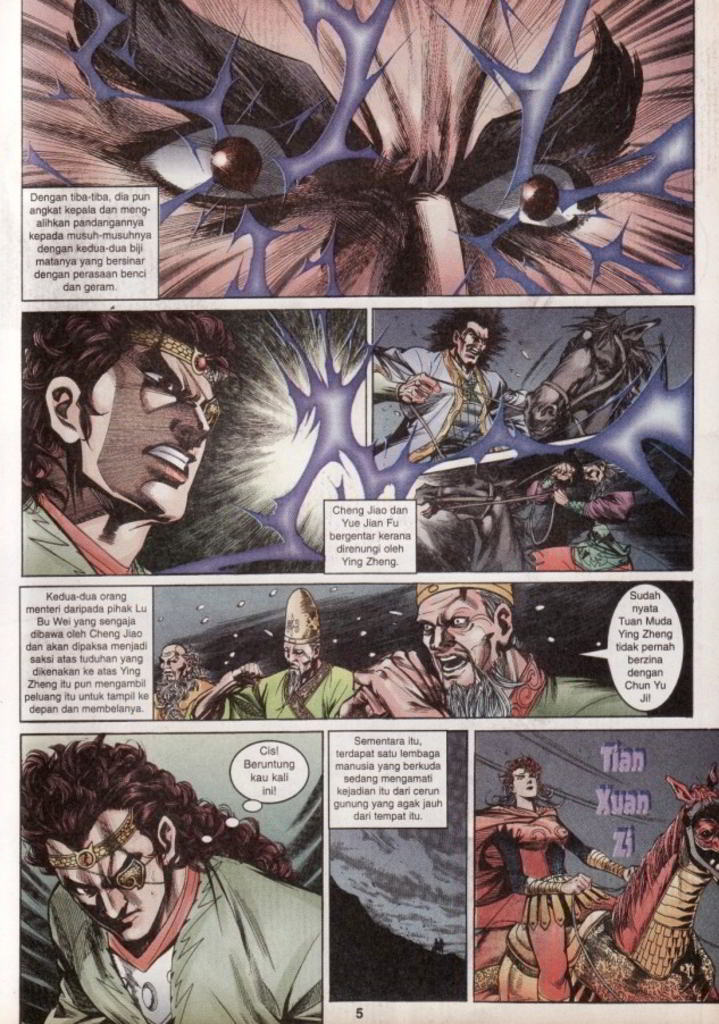 Dengan tiba-tiba, dia pun
angkat kepala dan meng-
alihkan pandangannya
kepada musuh-musuhnya
dengan kedua-dua biji
matanya yang bersinar
dengan perasaan benci
dan geram.
Cheng Jiao dan
Yue Jian Fu
bergentar kerana
direnungi oleh
Ying Zheng.
Kedua-dua orang
menteri daripada pihak Lu
Bu Wei yang sengaja
dibawa oleh Cheng Jiao
dan akan dipaksa menjadi
saksi atas tuduhan yang
dikenakan ke atas Ying
Zheng itu pun mengambil
peluang itu untuk tampil ke
depan dan membelanya.
Sudah
nyata
Tuan Muda
Ying Zheng
tidak pernah
berzina
dengan
Chun Yu
Ji!
Cis!
Beruntung
kau kali
ini!
Sementara itu,
terdapat satu lembaga
manusia yang berkuda
sedang mengamati
kejadian itu dari cerun
gunung yang agak jauh
dari tempat itu.
Tian
Xuan
Zi
5